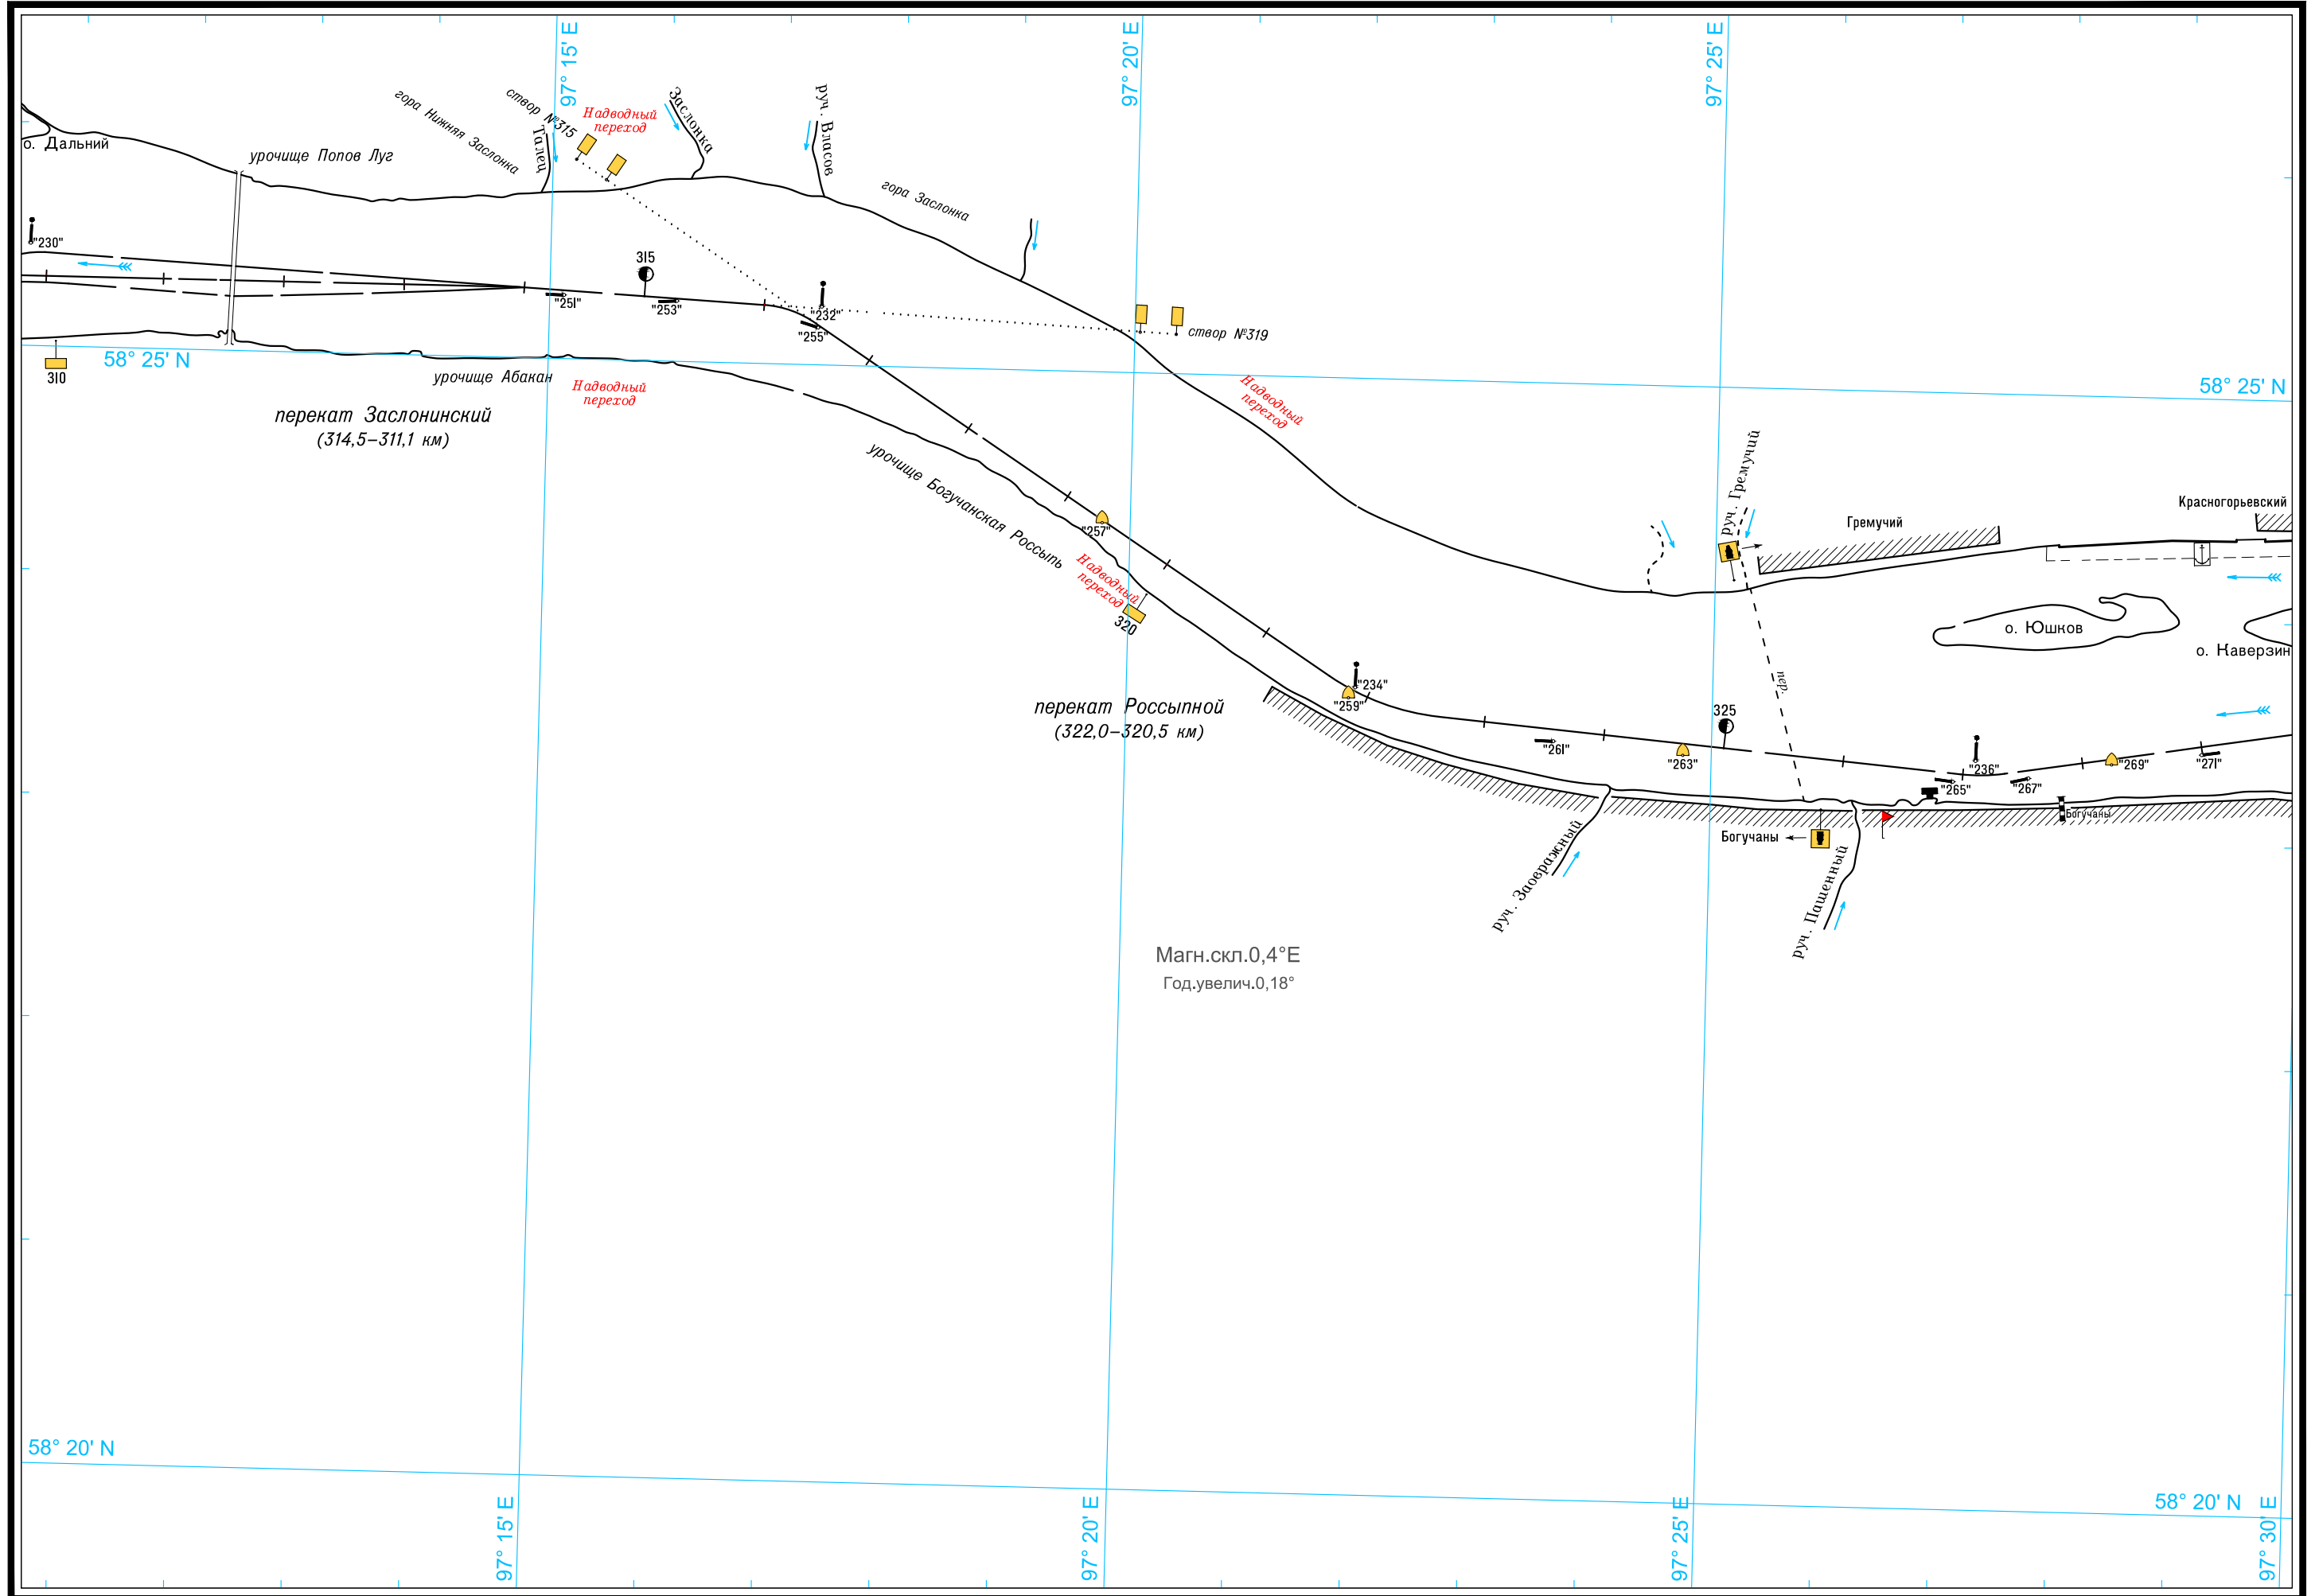 97° 15' E
97° 20' E
97° 25' E
створ №315
Надводный
переход
Заслонка
руч. Власов
гора Нижняя Заслонка
Талец
о. Дальний
урочище Попов Луг
гора Заслонка
"230"
315
"251"
"253"
"232"
"255"
створ №319
310
58° 25' N
58° 25' N
урочище Абакан
Надводный
переход
Надводный
переход
перекат Заслонинский
(314,5–311,1 км)
урочище Богучанская Россыпь
руч. Гремучий
Гремучий
Красногорьевский
"257"
Надводный
переход
320
о. Юшков
о. Каверзин
пер.
"234"
"259"
перекат Россыпной
(322,0–320,5 км)
325
"261"
"263"
"236"
"265"
"267"
"269"
"271"
Богучаны
Богучаны
руч. Заовражный
руч. Пашенный
Магн.скл.0,4°E
Год.увелич.0,18°
58° 20' N
58° 20' N
97° 15' E
97° 20' E
97° 25' E
97° 30' E